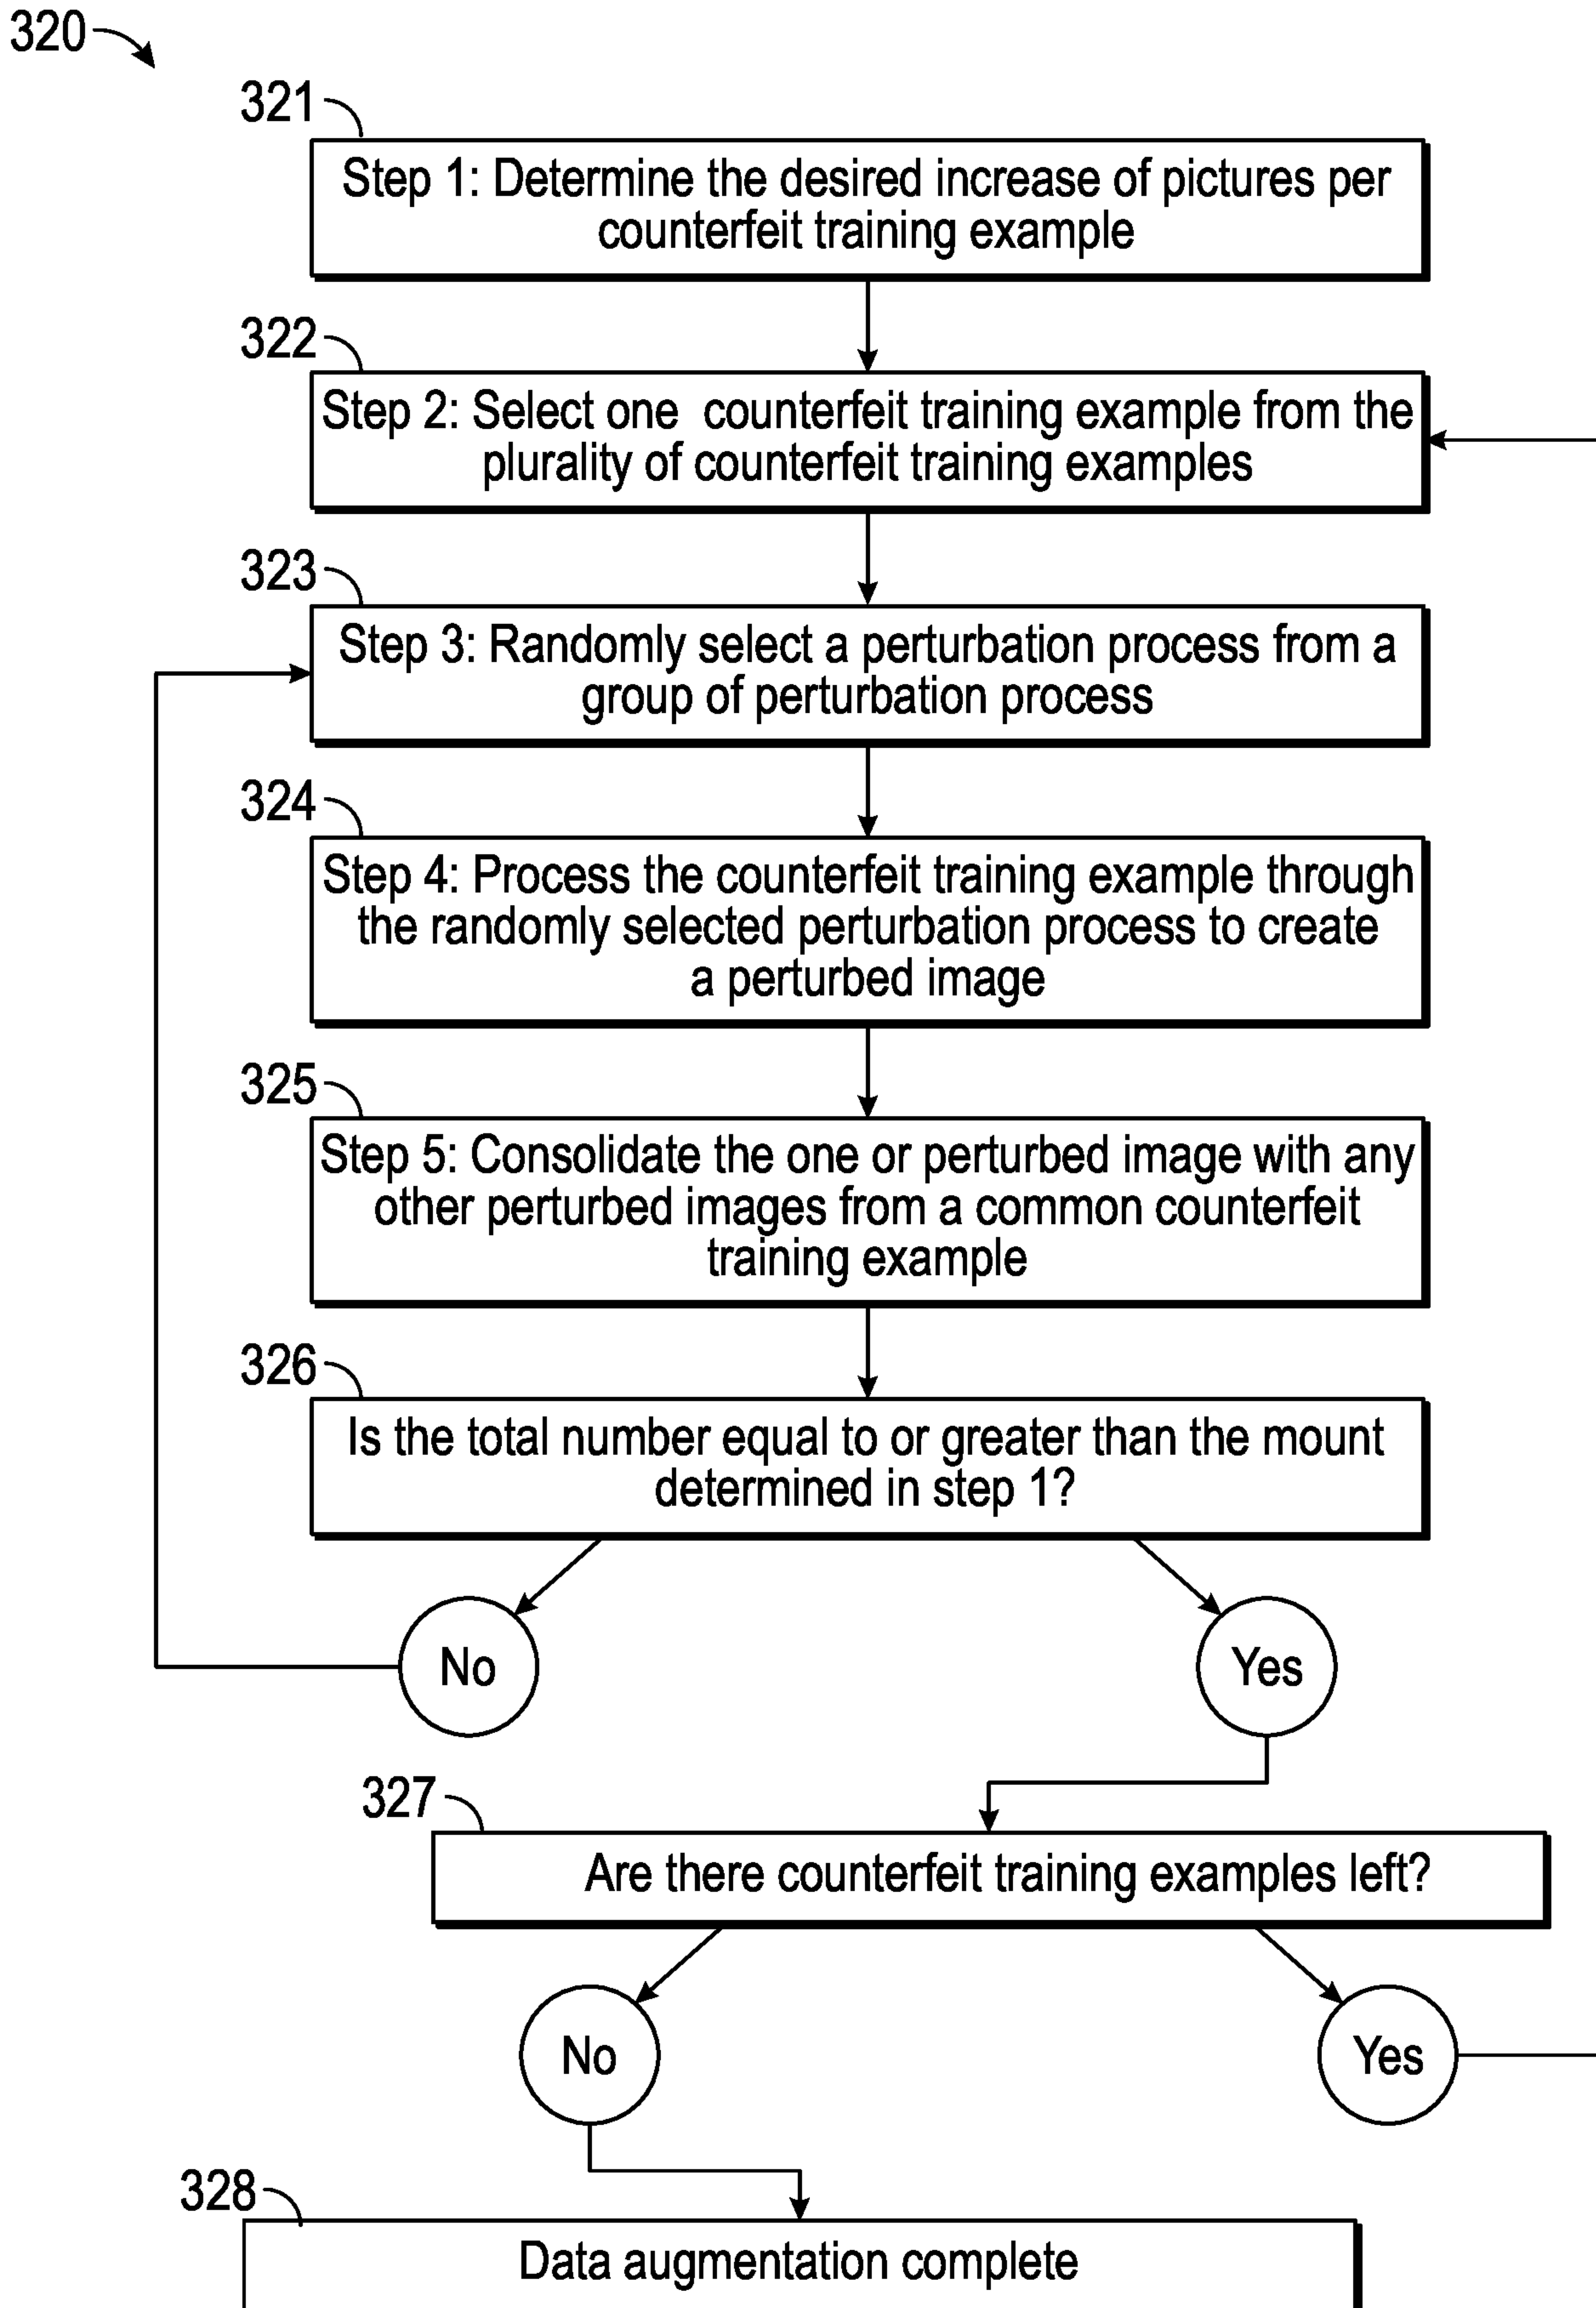 320
321
Step 1: Determine the desired increase of pictures per
counterfeit training example
322
Step 2: Select one counterfeit training example from the
plurality of counterfeit training examples
323
Step 3: Randomly select a perturbation process from a
group of perturbation process
324
Step 4: Process the counterfeit training example through
the randomly selected perturbation process to create
a perturbed image
325
Step 5: Consolidate the one or perturbed image with any
other perturbed images from a common counterfeit
training example
326
Is the total number equal to or greater than the mount
determined in step 1?
No
Yes
327
Are there counterfeit training examples left?
No
Yes
328
Data augmentation complete